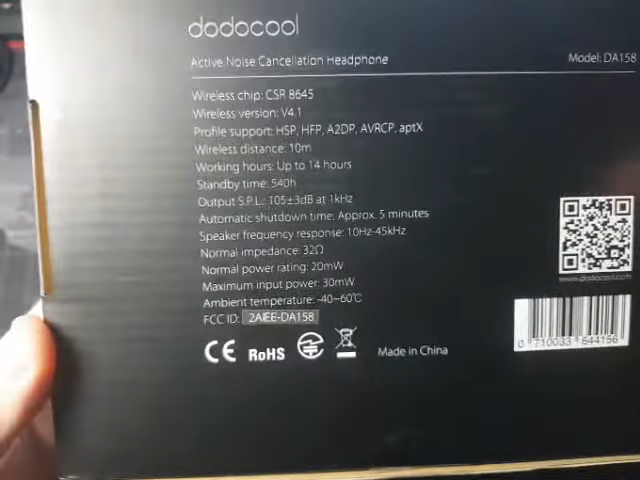 dodocool
Active Noise Cancellation Headphone
Model: DA158
Wireless chip: CSR 8645
Wireless version: V4.1
Profile support: HSP, HFP, A2DP, AVRCP, aptX
Wireless distance: 10m
Working hours: Up to 14 hours
Standby time: 540h
Output S.P.L.: 105±3dB at 1kHz
Automatic shutdown time: Approx. 5 minutes
Speaker frequency response: 10Hz-45kHz
Normal impedance: 32Ω
Normal power rating: 20mW
Maximum input power: 30mW
Ambient temperature: -40~60℃
FCC ID: 2AIEE-DA158
CE RoHS
Made in China
www.dodocool.com
0 710033 644156